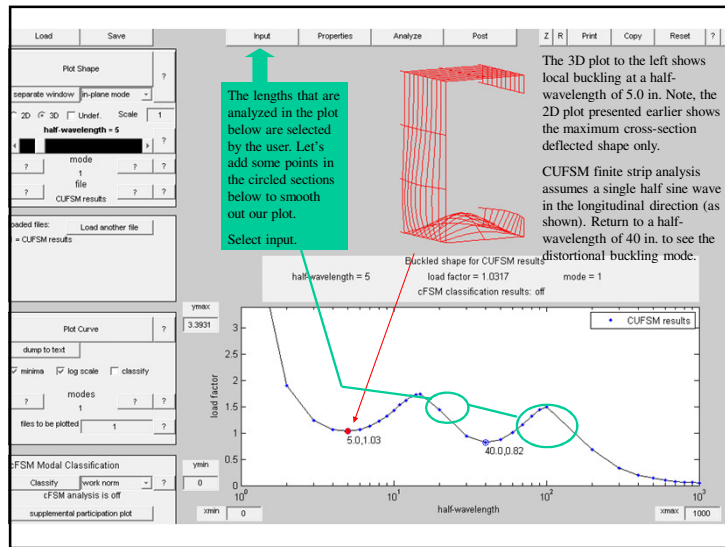 Load Save Input Properties Analyze Post Z R Print Copy Reset ?
Plot Shape ?
separate window in-plane mode
2D 3D Undef. Scale 1
half-wavelength = 5 ?
? mode ?
1
? file ?
CUFSM results
Load another file
= CUFSM results
Plot Curve ?
dump to text
minima log scale classify
? modes ?
1
files to be plotted 1 ?
cFSM Modal Classification
Classify work norm ?
cFSM analysis is off
supplemental participation plot
The lengths that are
analyzed in the plot
below are selected
by the user. Let's
add some points in
the circled sections
below to smooth
out our plot.
Select input.
The 3D plot to the left shows
local buckling at a half-
wavelength of 5.0 in. Note, the
2D plot presented earlier shows
the maximum cross-section
deflected shape only.
CUFSM finite strip analysis
assumes a single half sine wave
in the longitudinal direction (as
shown). Return to a half-
wavelength of 40 in. to see the
distortional buckling mode.
Buckled shape for CUFSM results
half-wavelength = 5 load factor = 1.0317 mode = 1
cFSM classification results: off
ymax
3.3931
ymin
0
xmin 0
xmax 1000
load factor
3
2.5
2
1.5
1
0.5
0
CUFSM results
5.0,1.03
40.0,0.82
10^0 10^1 10^2 10^3
half-wavelength